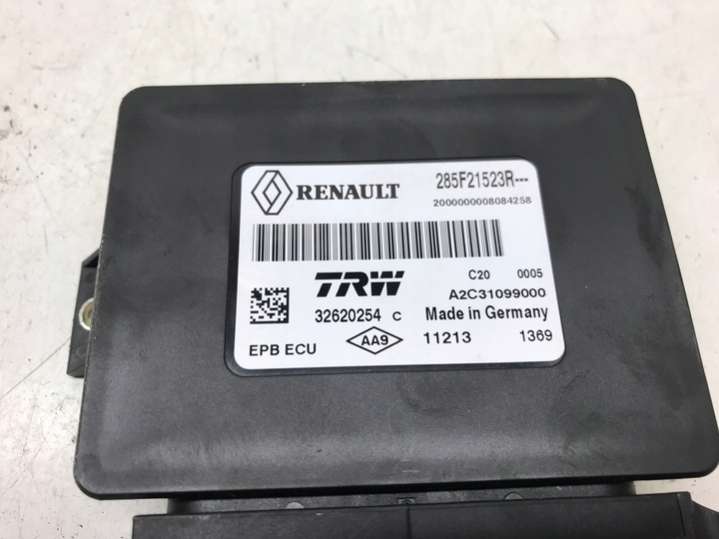 RENAULT 285F21523R---
2000000008084258
TRW C20 0005
A2C31099000
32620254 C Made in Germany
EPB ECU AA9 11213 1369